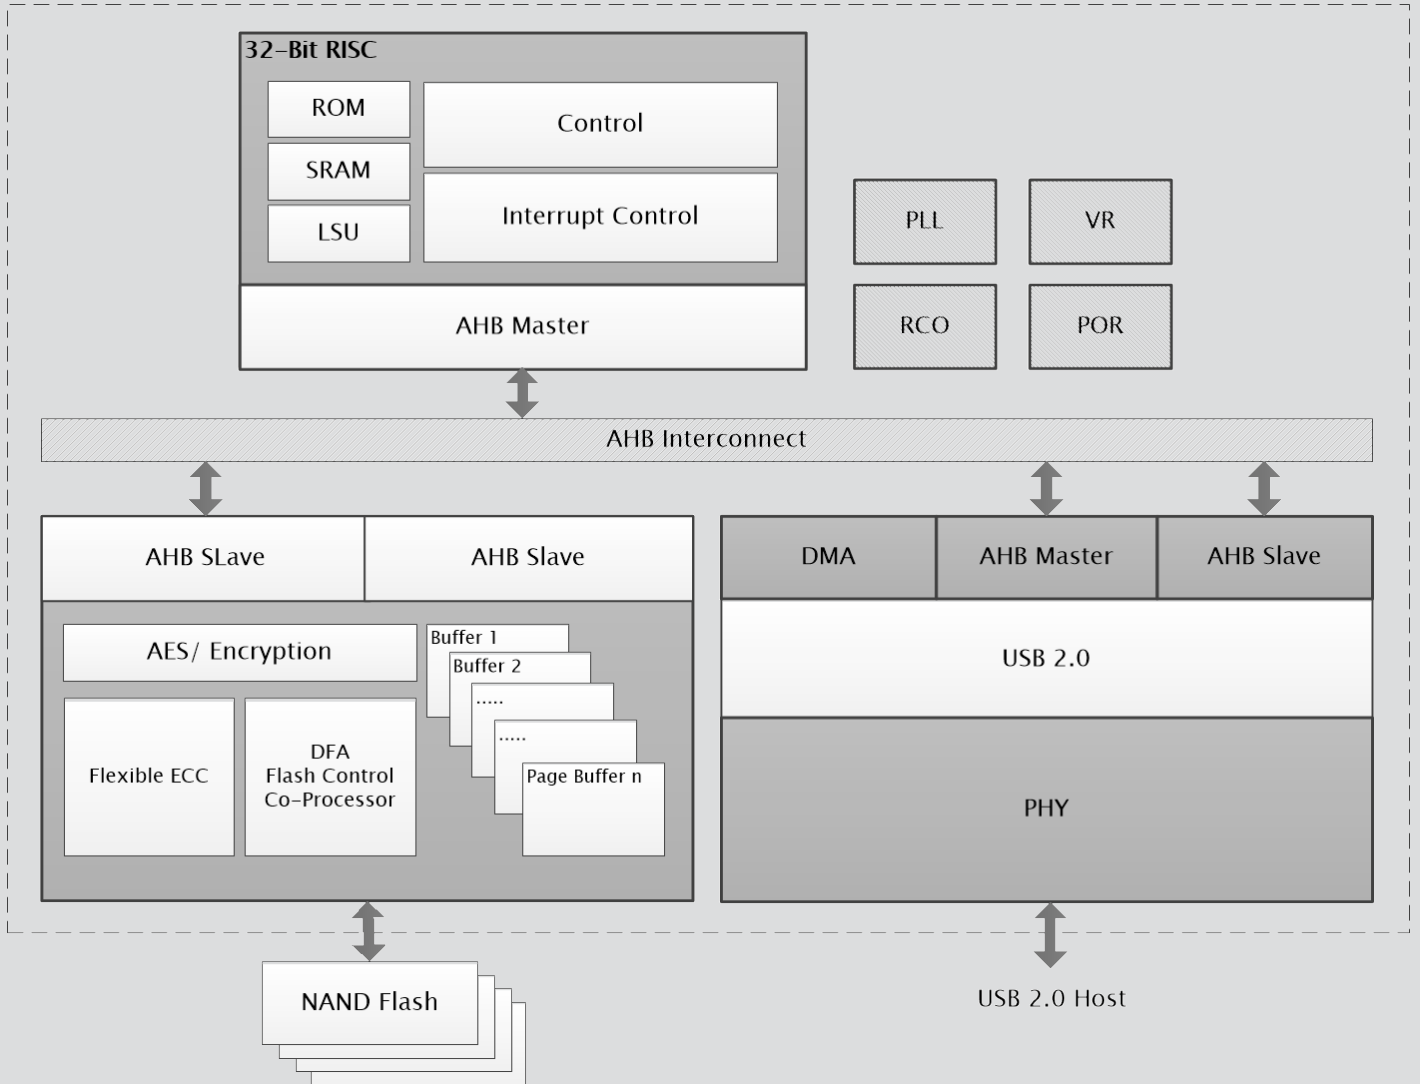 32-Bit RISC
ROM
Control
SRAM
Interrupt Control
LSU
AHB Master
PLL
VR
RCO
POR
AHB Interconnect
AHB SLave
AHB Slave
DMA
AHB Master
AHB Slave
AES/ Encryption
Buffer 1
Buffer 2
.....
.....
Page Buffer n
Flexible ECC
DFA
Flash Control
Co-Processor
USB 2.0
PHY
NAND Flash
USB 2.0 Host